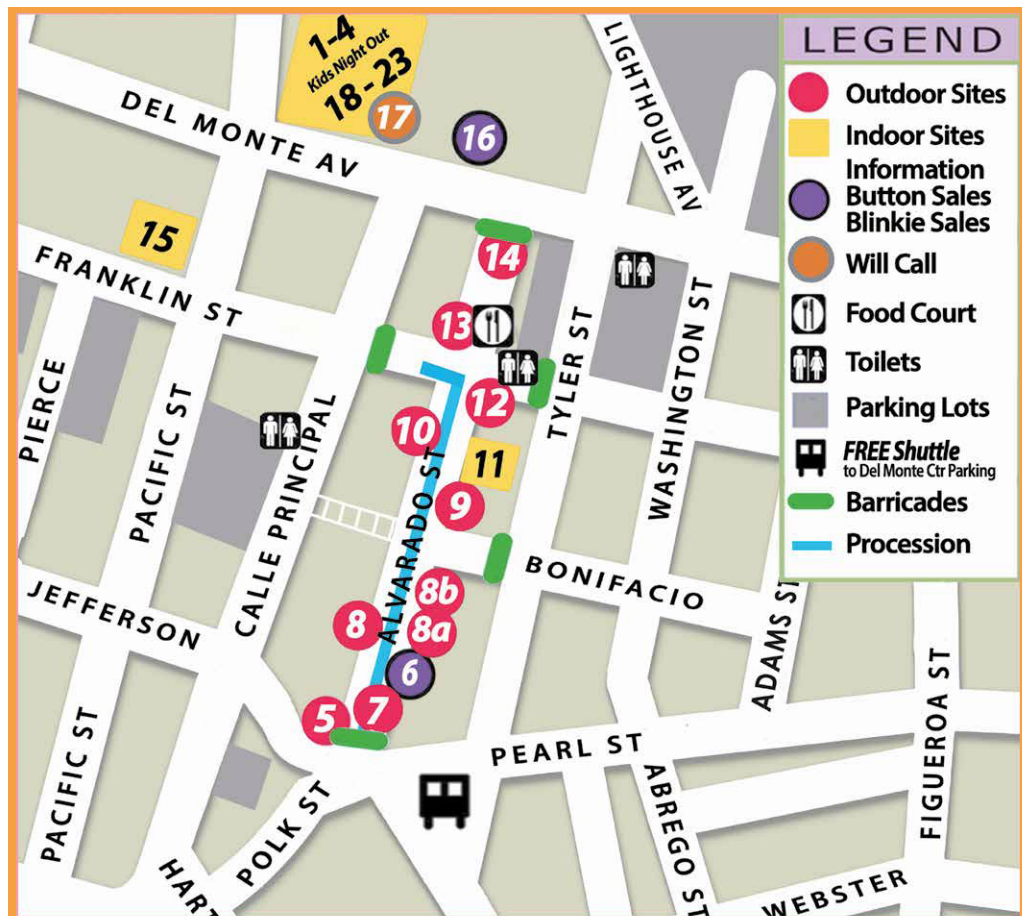 1-4
Kids Night Out
18 - 23
17
16
DEL MONTE AV
LIGHTHOUSE AV
15
FRANKLIN ST
14
13
12
10
11
9
8b
8
8a
6
7
5
PIERCE
PACIFIC ST
CALLE PRINCIPAL
ALVARADO ST
TYLER ST
WASHINGTON ST
JEFFERSON
BONIFACIO
ADAMS ST
PACIFIC ST
PEARL ST
POLK ST
HART
ABREGO ST
FIGUEROA ST
WEBSTER
LEGEND
Outdoor Sites
Indoor Sites
Information
Button Sales
Blinkie Sales
Will Call
Food Court
Toilets
Parking Lots
FREE Shuttle
to Del Monte Ctr Parking
Barricades
Procession